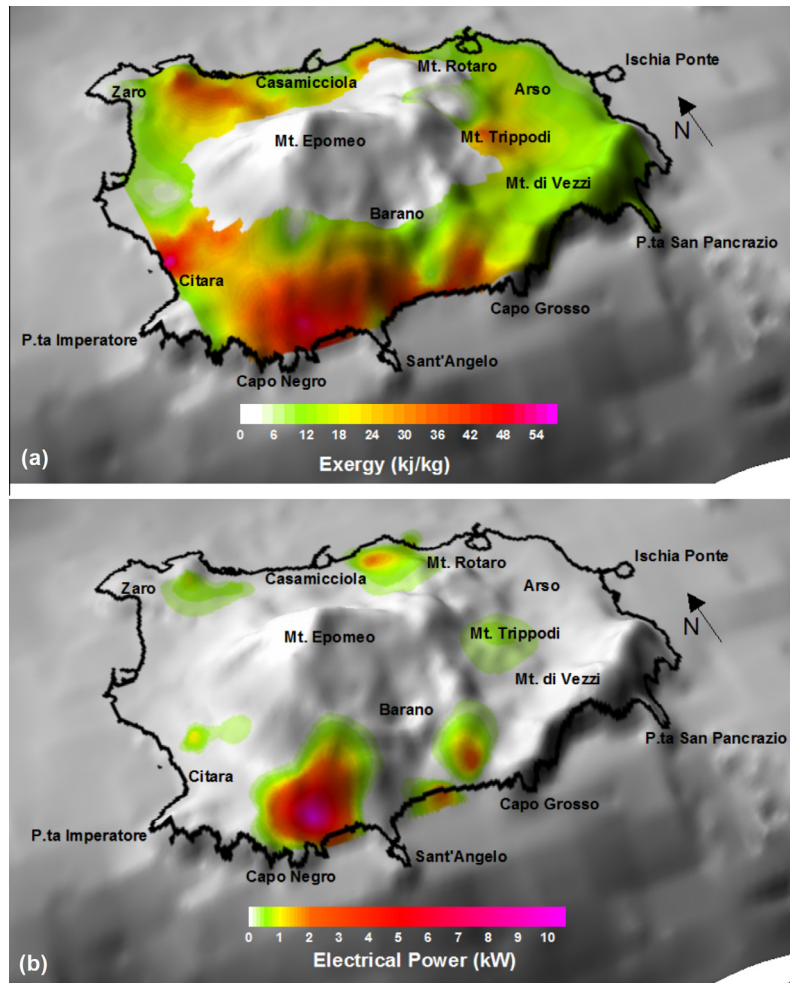 Ischia Ponte
Mt. Rotaro
Casamicciola
Zaro
Arso
N
Mt. Epomeo
Mt. Trippodi
Mt. di Vezzi
Barano
P.ta San Pancrazio
Citara
Capo Grosso
P.ta Imperatore
Sant'Angelo
Capo Negro
0 6 12 18 24 30 36 42 48 54
(a)
Exergy (kj/kg)
Ischia Ponte
Mt. Rotaro
Casamicciola
Zaro
Arso
N
Mt. Epomeo
Mt. Trippodi
Mt. di Vezzi
Barano
P.ta San Pancrazio
Citara
Capo Grosso
P.ta Imperatore
Sant'Angelo
Capo Negro
0 1 2 3 4 5 6 7 8 10
(b)
Electrical Power (kW)